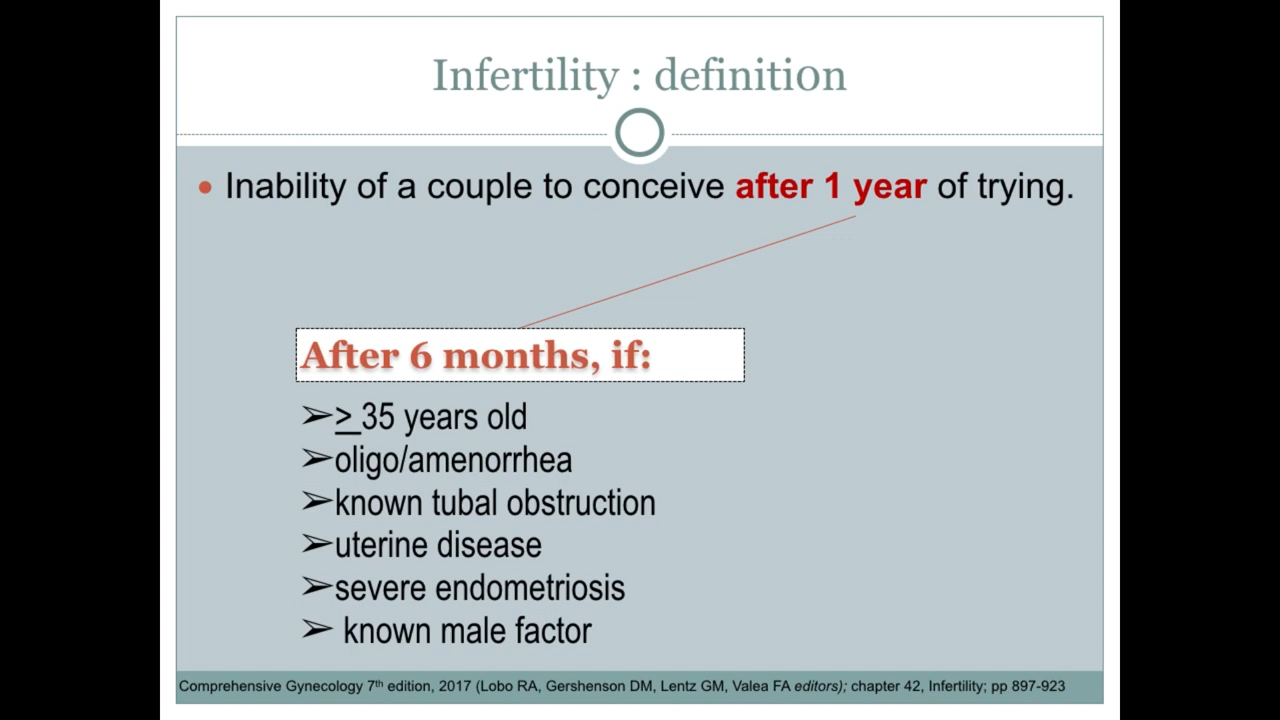 Infertility : definition
• Inability of a couple to conceive after 1 year of trying.
After 6 months, if:
➢≥ 35 years old
➢oligo/amenorrhea
➢known tubal obstruction
➢uterine disease
➢severe endometriosis
➢ known male factor
Comprehensive Gynecology 7th edition, 2017 (Lobo RA, Gershenson DM, Lentz GM, Valea FA editors); chapter 42, Infertility; pp 897-923